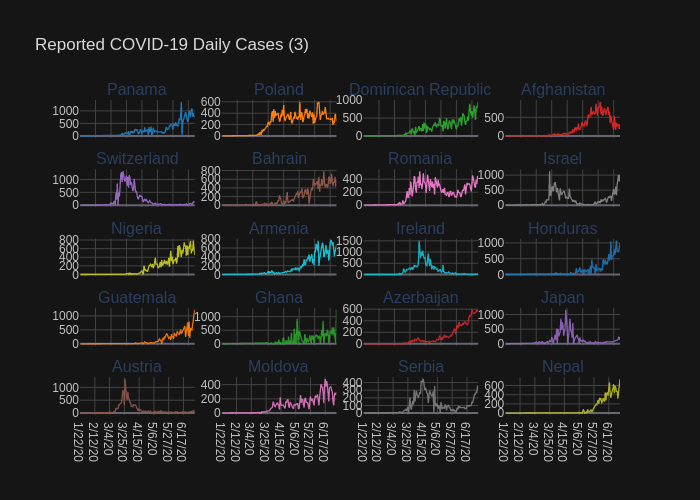 Reported COVID-19 Daily Cases (3)
Panama Poland Dominican Republic Afghanistan
1000 500 0
600 400 200 0
1000 500 0
500 0
Switzerland Bahrain Romania Israel
1000 500 0
800 600 400 200 0
400 200 0
1000 500 0
Nigeria Armenia Ireland Honduras
800 600 400 200 0
800 600 400 200 0
1500 1000 500 0
1000 500 0
Guatemala Ghana Azerbaijan Japan
1000 500 0
1000 500 0
600 400 200 0
1000 500 0
Austria Moldova Serbia Nepal
1000 500 0
400 200 0
400 300 200 100 0
600 400 200 0
1/22/20 2/12/20 3/4/20 3/25/20 4/15/20 5/6/20 5/27/20 6/17/20
1/22/20 2/12/20 3/4/20 3/25/20 4/15/20 5/6/20 5/27/20 6/17/20
1/22/20 2/12/20 3/4/20 3/25/20 4/15/20 5/6/20 5/27/20 6/17/20
1/22/20 2/12/20 3/4/20 3/25/20 4/15/20 5/6/20 5/27/20 6/17/20